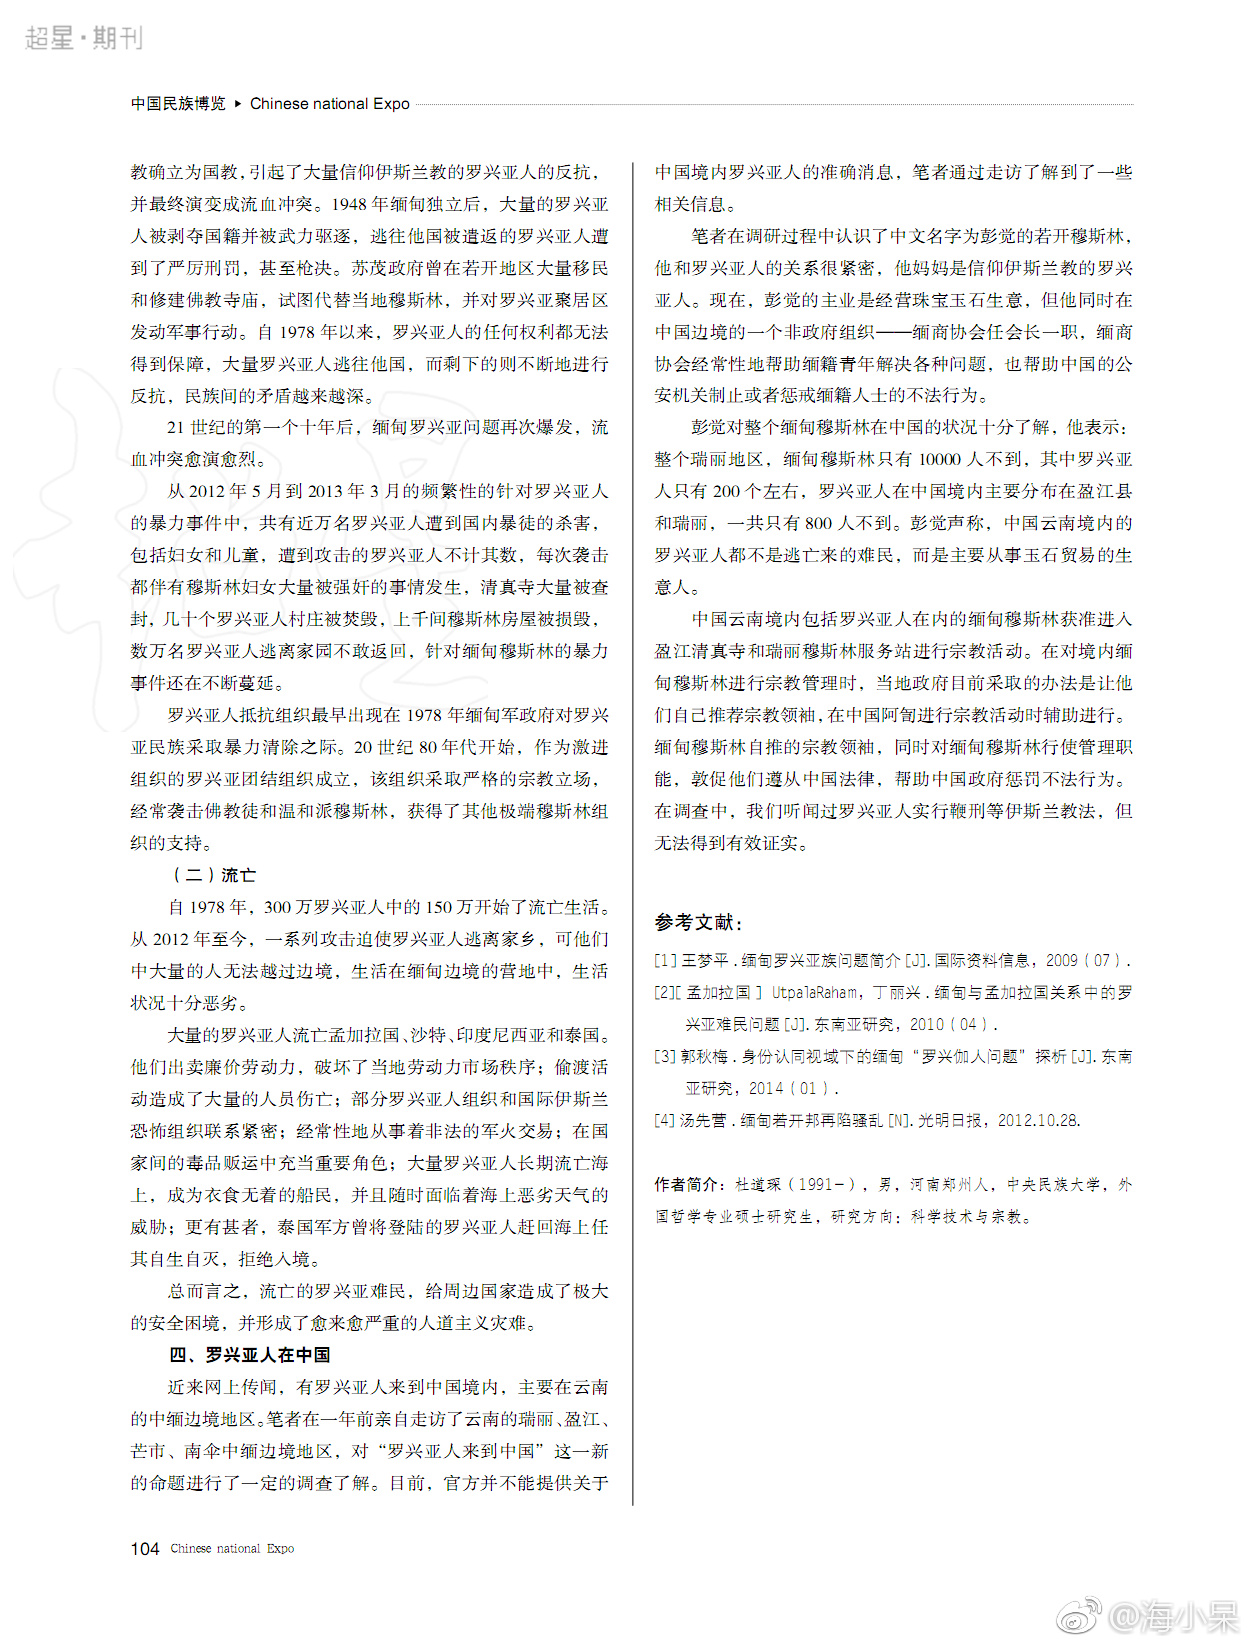 超星·期刊
中国民族博览 ▶ Chinese national Expo
教确立为国教，引起了大量信仰伊斯兰教的罗兴亚人的反抗，
并最终演变成流血冲突。1948 年缅甸独立后，大量的罗兴亚
人被剥夺国籍并被武力驱逐，逃往他国被遣返的罗兴亚人遭
到了严厉刑罚，甚至枪决。苏茂政府曾在若开地区大量移民
和修建佛教寺庙，试图代替当地穆斯林，并对罗兴亚聚居区
发动军事行动。自 1978 年以来，罗兴亚人的任何权利都无法
得到保障，大量罗兴亚人逃往他国，而剩下的则不断地进行
反抗，民族间的矛盾越来越深。
21 世纪的第一个十年后，缅甸罗兴亚问题再次爆发，流
血冲突愈演愈烈。
从 2012 年 5 月到 2013 年 3 月的频繁性的针对罗兴亚人
的暴力事件中，共有近万名罗兴亚人遭到国内暴徒的杀害，
包括妇女和儿童，遭到攻击的罗兴亚人不计其数，每次袭击
都伴有穆斯林妇女大量被强奸的事情发生，清真寺大量被查
封，几十个罗兴亚人村庄被焚毁，上千间穆斯林房屋被损毁，
数万名罗兴亚人逃离家园不敢返回，针对缅甸穆斯林的暴力
事件还在不断蔓延。
罗兴亚人抵抗组织最早出现在 1978 年缅甸军政府对罗兴
亚民族采取暴力清除之际。20 世纪 80 年代开始，作为激进
组织的罗兴亚团结组织成立，该组织采取严格的宗教立场，
经常袭击佛教徒和温和派穆斯林，获得了其他极端穆斯林组
织的支持。
（二）流亡
自 1978 年，300 万罗兴亚人中的 150 万开始了流亡生活。
从 2012 年至今，一系列攻击迫使罗兴亚人逃离家乡，可他们
中大量的人无法越过边境，生活在缅甸边境的营地中，生活
状况十分恶劣。
大量的罗兴亚人流亡孟加拉国、沙特、印度尼西亚和泰国。
他们出卖廉价劳动力，破坏了当地劳动力市场秩序；偷渡活
动造成了大量的人员伤亡；部分罗兴亚人组织和国际伊斯兰
恐怖组织联系紧密；经常性地从事着非法的军火交易；在国
家间的毒品贩运中充当重要角色；大量罗兴亚人长期流亡海
上，成为衣食无着的船民，并且随时面临着海上恶劣天气的
威胁；更有甚者，泰国军方曾将登陆的罗兴亚人赶回海上任
其自生自灭，拒绝入境。
总而言之，流亡的罗兴亚难民，给周边国家造成了极大
的安全困境，并形成了愈来愈严重的人道主义灾难。
四、罗兴亚人在中国
近来网上传闻，有罗兴亚人来到中国境内，主要在云南
的中缅边境地区。笔者在一年前亲自走访了云南的瑞丽、盈江、
芒市、南伞中缅边境地区，对“罗兴亚人来到中国”这一新
的命题进行了一定的调查了解。目前，官方并不能提供关于
中国境内罗兴亚人的准确消息，笔者通过走访了解到了一些
相关信息。
笔者在调研过程中认识了中文名字为彭觉的若开穆斯林，
他和罗兴亚人的关系很紧密，他妈妈是信仰伊斯兰教的罗兴
亚人。现在，彭觉的主业是经营珠宝玉石生意，但他同时在
中国边境的一个非政府组织——缅商协会任会长一职，缅商
协会经常性地帮助缅籍青年解决各种问题，也帮助中国的公
安机关制止或者惩戒缅籍人士的不法行为。
彭觉对整个缅甸穆斯林在中国的状况十分了解，他表示：
整个瑞丽地区，缅甸穆斯林只有 10000 人不到，其中罗兴亚
人只有 200 个左右，罗兴亚人在中国境内主要分布在盈江县
和瑞丽，一共只有 800 人不到。彭觉声称，中国云南境内的
罗兴亚人都不是逃亡来的难民，而是主要从事玉石贸易的生
意人。
中国云南境内包括罗兴亚人在内的缅甸穆斯林获准进入
盈江清真寺和瑞丽穆斯林服务站进行宗教活动。在对境内缅
甸穆斯林进行宗教管理时，当地政府目前采取的办法是让他
们自己推荐宗教领袖，在中国阿訇进行宗教活动时辅助进行。
缅甸穆斯林自推的宗教领袖，同时对缅甸穆斯林行使管理职
能，敦促他们遵从中国法律，帮助中国政府惩罚不法行为。
在调查中，我们听闻过罗兴亚人实行鞭刑等伊斯兰教法，但
无法得到有效证实。
参考文献：
[1] 王梦平 . 缅甸罗兴亚族问题简介 [J]. 国际资料信息，2009（07）.
[2][ 孟加拉国 ] UtpalaRaham，丁丽兴 . 缅甸与孟加拉国关系中的罗
兴亚难民问题 [J]. 东南亚研究，2010（04）.
[3] 郭秋梅 . 身份认同视域下的缅甸“罗兴伽人问题”探析 [J]. 东南
亚研究，2014（01）.
[4] 汤先营 . 缅甸若开邦再陷骚乱 [N]. 光明日报，2012.10.28.
作者简介：杜道琛（1991-），男，河南郑州人，中央民族大学，外
国哲学专业硕士研究生，研究方向：科学技术与宗教。
104 Chinese national Expo
@海小呆